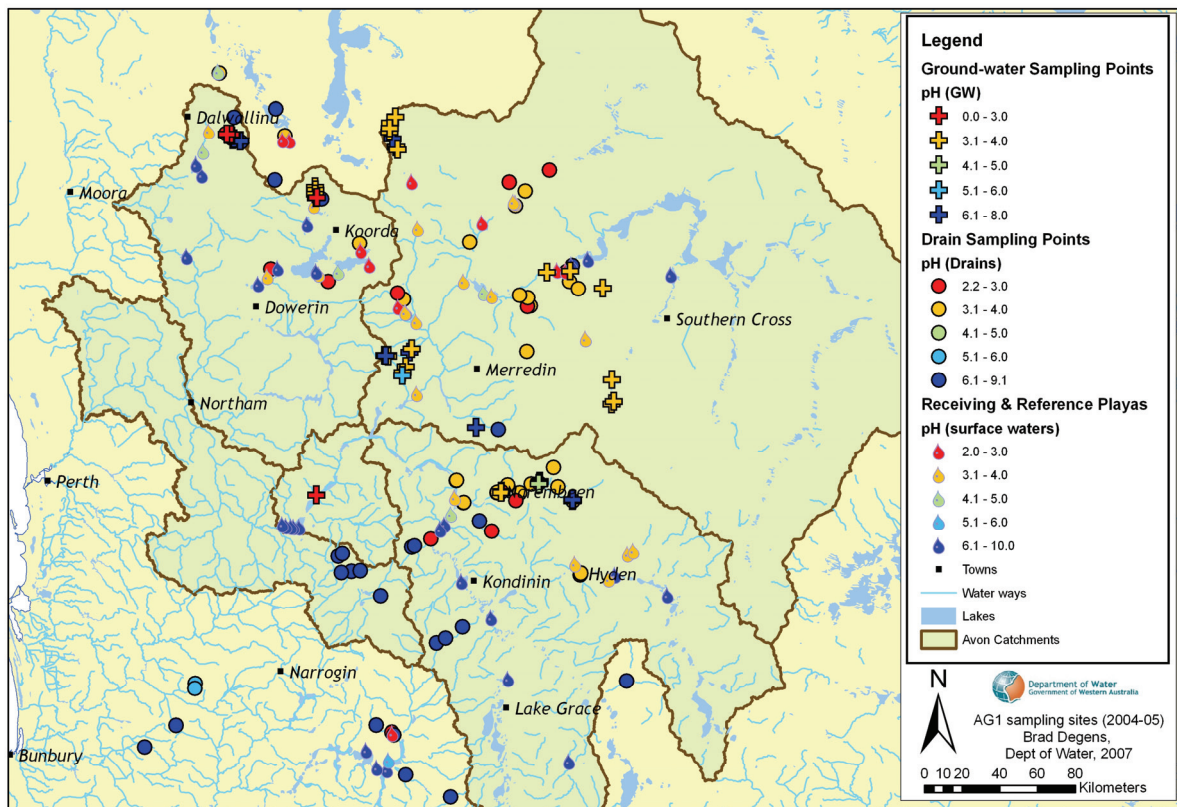 Dalwallinu
Moora
Koorda
Dowerin
Southern Cross
Merredin
Northam
Perth
Narembeen
Kondinin
Hyden
Narrogin
Lake Grace
Bunbury
Legend
Ground-water Sampling Points
pH (GW)
0.0 - 3.0
3.1 - 4.0
4.1 - 5.0
5.1 - 6.0
6.1 - 8.0
Drain Sampling Points
pH (Drains)
2.2 - 3.0
3.1 - 4.0
4.1 - 5.0
5.1 - 6.0
6.1 - 9.1
Receiving & Reference Playas
pH (surface waters)
2.0 - 3.0
3.1 - 4.0
4.1 - 5.0
5.1 - 6.0
6.1 - 10.0
Towns
Water ways
Lakes
Avon Catchments
N
Department of Water
Government of Western Australia
AG1 sampling sites (2004-05)
Brad Degens,
Dept of Water, 2007
0 10 20 40 60 80
Kilometers